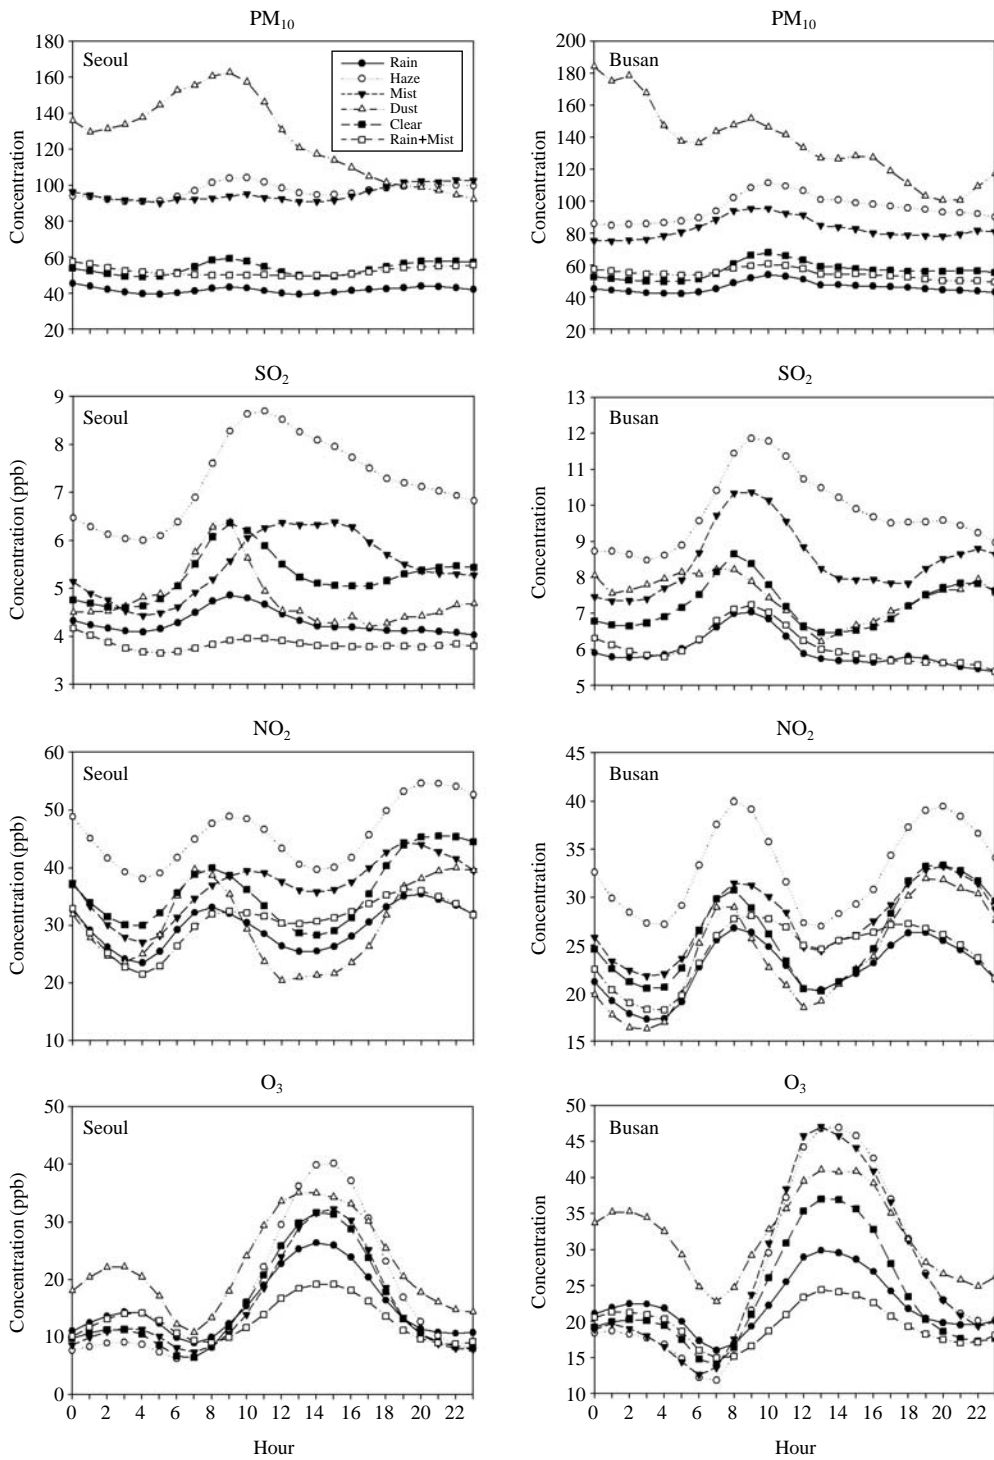 PM10
PM10
180
160
140
120
100
80
60
40
20
Concentration
Seoul
Rain
Haze
Mist
Dust
Clear
Rain+Mist
200
180
160
140
120
100
80
60
40
20
Concentration
Busan
SO2
SO2
9
8
7
6
5
4
3
Concentration (ppb)
Seoul
13
12
11
10
9
8
7
6
5
Concentration
Busan
NO2
NO2
60
50
40
30
20
10
Concentration (ppb)
Seoul
45
40
35
30
25
20
15
Concentration
Busan
O3
O3
50
40
30
20
10
0
Concentration (ppb)
Seoul
0 2 4 6 8 10 12 14 16 18 20 22
Hour
50
45
40
35
30
25
20
15
10
Concentration
Busan
0 2 4 6 8 10 12 14 16 18 20 22
Hour